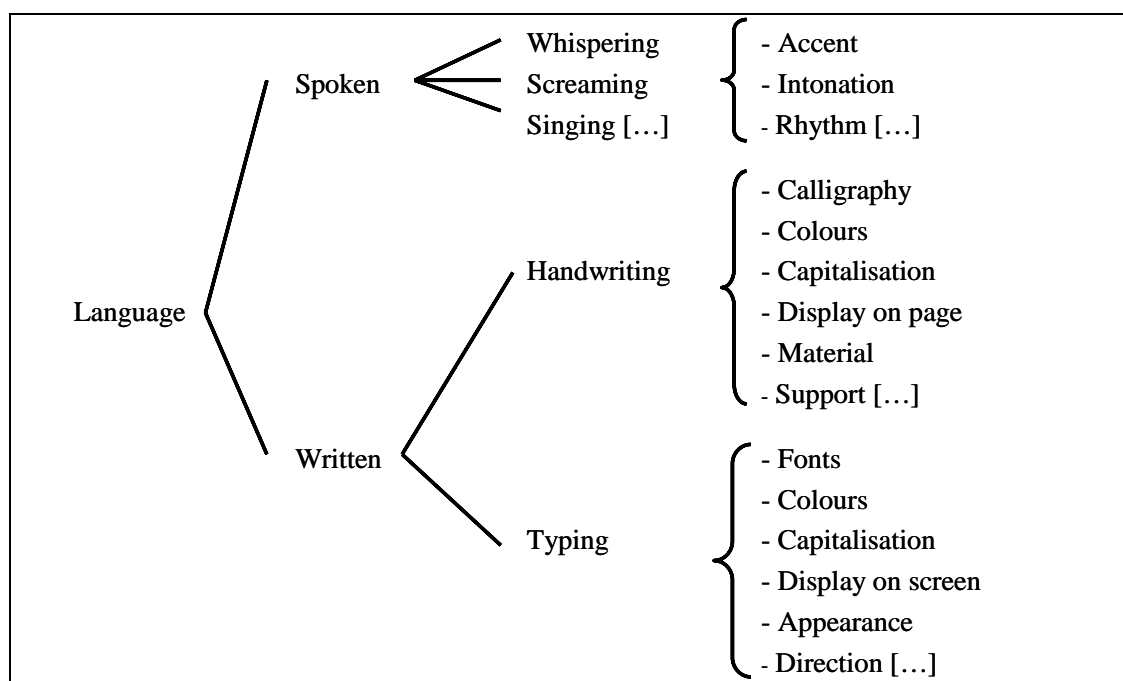 Language
Spoken
Whispering
Screaming
Singing […]
- Accent
- Intonation
- Rhythm […]
Written
Handwriting
- Calligraphy
- Colours
- Capitalisation
- Display on page
- Material
- Support […]
Typing
- Fonts
- Colours
- Capitalisation
- Display on screen
- Appearance
- Direction […]